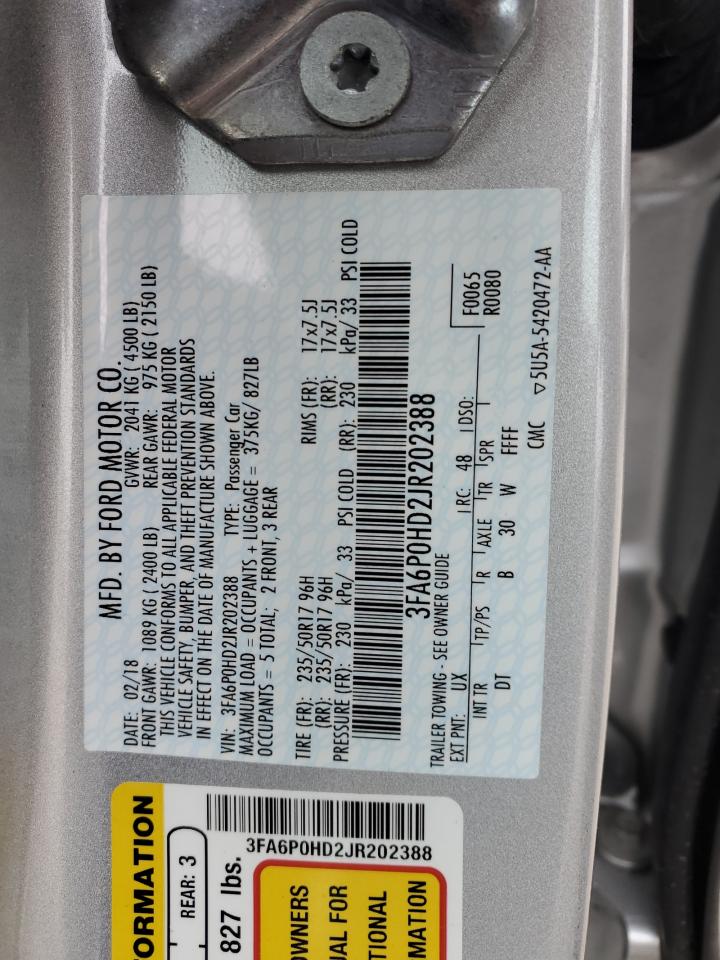 MFD. BY FORD MOTOR CO.
DATE: 02/18 GVWR: 2041 KG ( 4500 LB)
FRONT GAWR: 1089 KG ( 2400 LB) REAR GAWR: 975 KG ( 2150 LB)
THIS VEHICLE CONFORMS TO ALL APPLICABLE FEDERAL MOTOR
VEHICLE SAFETY, BUMPER, AND THEFT PREVENTION STANDARDS
IN EFFECT ON THE DATE OF MANUFACTURE SHOWN ABOVE.
VIN: 3FA6P0HD2JR202388 TYPE: Passenger Car
MAXIMUM LOAD = OCCUPANTS + LUGGAGE = 375KG/ 827LB
OCCUPANTS = 5 TOTAL; 2 FRONT, 3 REAR
TIRE (FR): 235/50R17 96H RIMS (FR): 17x7.5J
(RR): 235/50R17 96H (RR): 17x7.5J
PRESSURE (FR): 230 kPa/ 33 PSI COLD (RR): 230 kPa/ 33 PSI COLD
3FA6P0HD2JR202388
TRAILER TOWING - SEE OWNER GUIDE
F0065
EXT PNT: UX RC: 48 DSO: R0080
INT TR TP/PS R AXLE TR SPR
DT B 30 W FFFF
CMC ▽ 5U5A-5420472-AA
ORMATION
REAR: 3
827 lbs.
3FA6P0HD2JR202388
OWNERS
UAL FOR
TIONAL
MATION